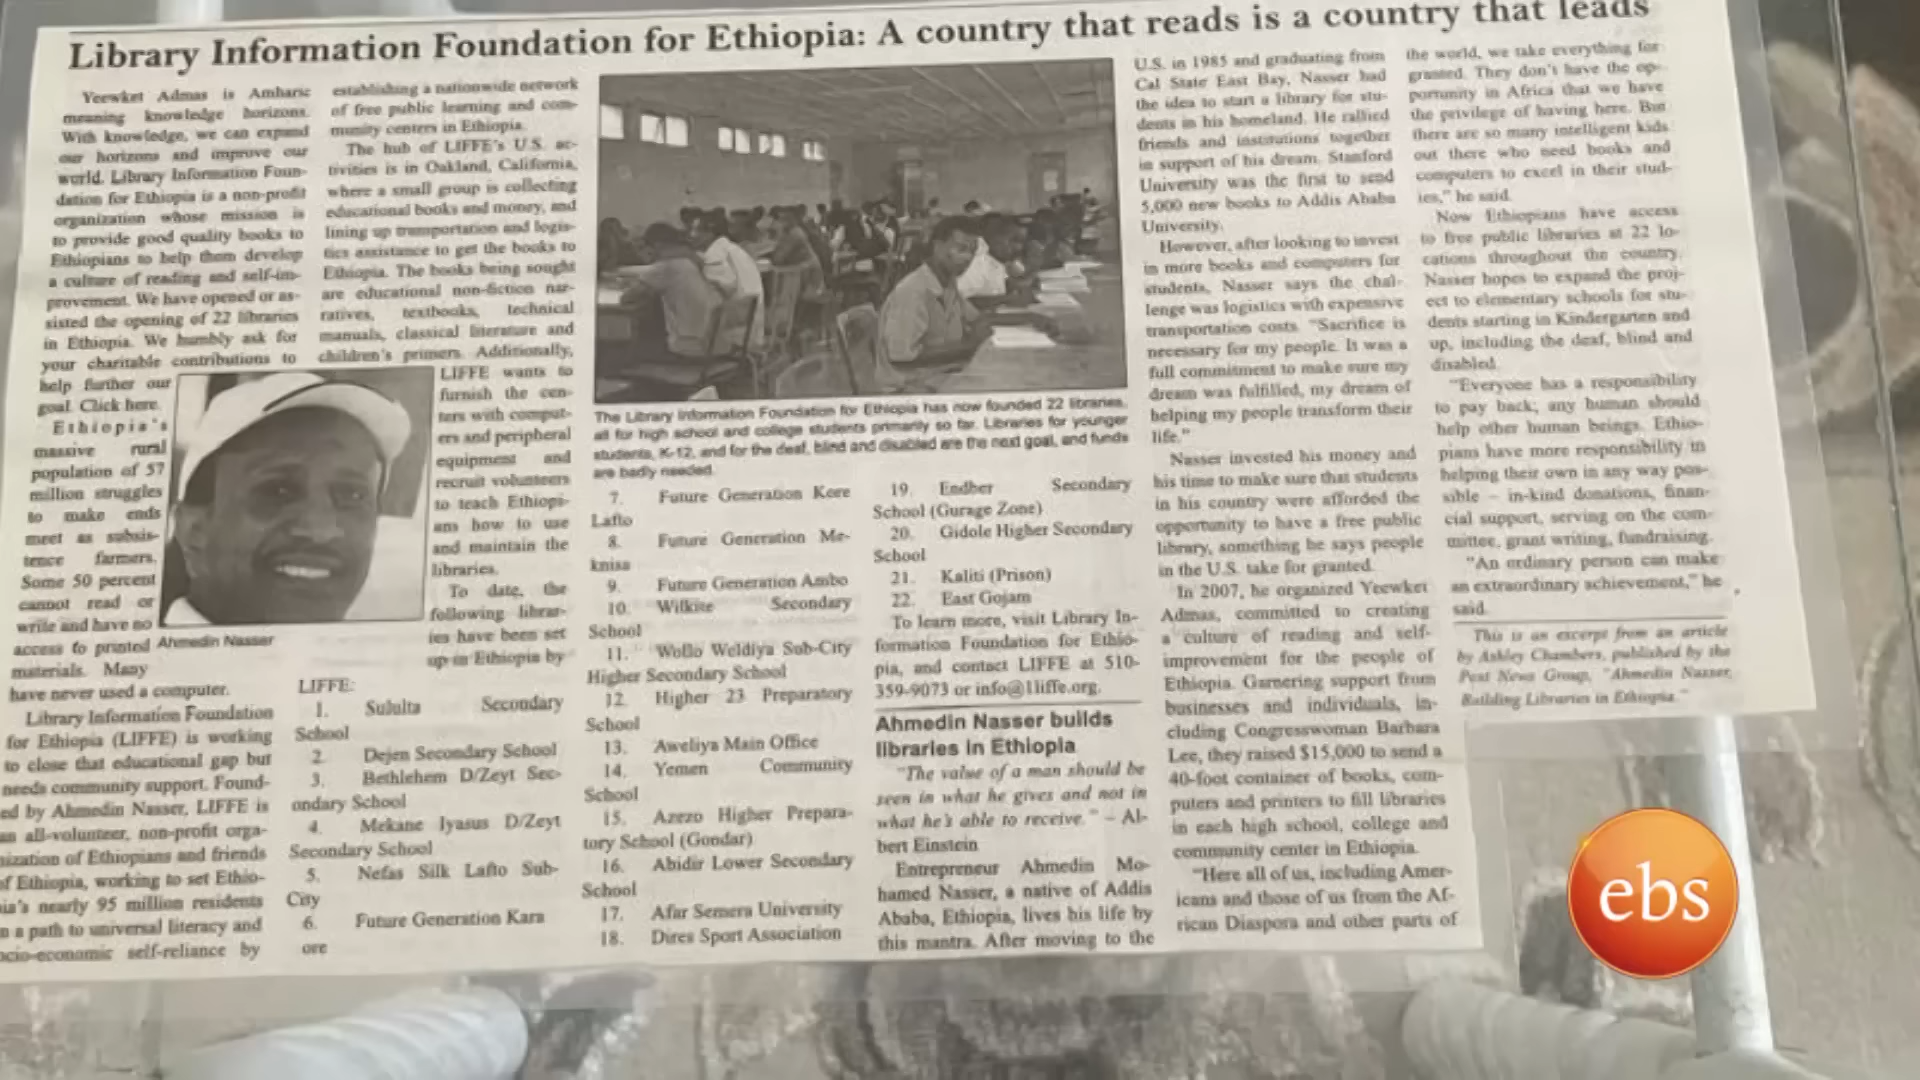 Library Information Foundation for Ethiopia: A country that reads is a country that leads
Yeewket Admas is Amharic
meaning knowledge horizons.
With knowledge, we can expand
our horizons and improve our
world. Library Information Foun-
dation for Ethiopia is a non-profit
organization whose mission is
to provide good quality books to
Ethiopians to help them develop
a culture of reading and self-im-
provement. We have opened or as-
sisted the opening of 22 libraries
in Ethiopia. We humbly ask for
your charitable contributions to
help further our
goal. Click here.
Ethiopia's
massive rural
population of 57
million struggles
to make ends
meet as subsis-
tence farmers.
Some 50 percent
cannot read or
write and have no
access to printed
materials. Many
have never used a computer.
Library Information Foundation
for Ethiopia (LIFFE) is working
to close that educational gap but
needs community support. Found-
ed by Ahmedin Nasser, LIFFE is
an all-volunteer, non-profit orga-
nization of Ethiopians and friends
of Ethiopia, working to set Ethio-
pia's nearly 95 million residents
on a path to universal literacy and
socio-economic self-reliance by
Ahmedin Nasser
establishing a nationwide network
of free public learning and com-
munity centers in Ethiopia.
The hub of LIFFE's U.S. ac-
tivities is in Oakland, California,
where a small group is collecting
educational books and money, and
lining up transportation and logis-
tics assistance to get the books to
Ethiopia. The books being sought
are educational non-fiction nar-
ratives, textbooks, technical
manuals, classical literature and
children's primers. Additionally,
LIFFE wants to
furnish the cen-
ters with comput-
ers and peripheral
equipment and
recruit volunteers
to teach Ethiopi-
ans how to use
and maintain the
libraries.
To date, the
following librar-
ies have been set
up in Ethiopia by
LIFFE:
1. Sululta Secondary
School
2. Dejen Secondary School
3. Bethlehem D/Zeyt Sec-
ondary School
4. Mekane Iyasus D/Zeyt
Secondary School
5. Nefas Silk Lafto Sub-
City
6. Future Generation Kara
ore
The Library Information Foundation for Ethiopia has now founded 22 libraries,
all for high school and college students primarily so far. Libraries for younger
students, K-12, and for the deaf, blind and disabled are the next goal, and funds
are badly needed.
7. Future Generation Kore
Lafto
8. Future Generation Me-
knisa
9. Future Generation Ambo
10. Wilkite Secondary
School
11. Wollo Weldiya Sub-City
Higher Secondary School
12. Higher 23 Preparatory
School
13. Aweliya Main Office
14. Yemen Community
School
15. Azezo Higher Prepara-
tory School (Gondar)
16. Abidir Lower Secondary
School
17. Afar Semera University
18. Dires Sport Association
19. Endber Secondary
School (Gurage Zone)
20. Gidole Higher Secondary
School
21. Kaliti (Prison)
22. East Gojam
To learn more, visit Library In-
formation Foundation for Ethio-
pia, and contact LIFFE at 510-
359-9073 or info@1liffe.org.
Ahmedin Nasser builds
libraries in Ethiopia
"The value of a man should be
seen in what he gives and not in
what he's able to receive." – Al-
bert Einstein
Entrepreneur Ahmedin Mo-
hamed Nasser, a native of Addis
Ababa, Ethiopia, lives his life by
this mantra. After moving to the
U.S. in 1985 and graduating from
Cal State East Bay, Nasser had
the idea to start a library for stu-
dents in his homeland. He rallied
friends and institutions together
in support of his dream. Stanford
University was the first to send
5,000 new books to Addis Ababa
University.
However, after looking to invest
in more books and computers for
students, Nasser says the chal-
lenge was logistics with expensive
transportation costs. "Sacrifice is
necessary for my people. It was a
full commitment to make sure my
dream was fulfilled, my dream of
helping my people transform their
life."
Nasser invested his money and
his time to make sure that students
in his country were afforded the
opportunity to have a free public
library, something he says people
in the U.S. take for granted.
In 2007, he organized Yeewket
Admas, committed to creating
a culture of reading and self-
improvement for the people of
Ethiopia. Garnering support from
businesses and individuals, in-
cluding Congresswoman Barbara
Lee, they raised $15,000 to send a
40-foot container of books, com-
puters and printers to fill libraries
in each high school, college and
community center in Ethiopia.
"Here all of us, including Amer-
icans and those of us from the Af-
rican Diaspora and other parts of
the world, we take everything for
granted. They don't have the op-
portunity in Africa that we have
the privilege of having here. But
there are so many intelligent kids
out there who need books and
computers to excel in their stud-
ies," he said.
Now Ethiopians have access
to free public libraries at 22 lo-
cations throughout the country.
Nasser hopes to expand the proj-
ect to elementary schools for stu-
dents starting in Kindergarten and
up, including the deaf, blind and
disabled.
"Everyone has a responsibility
to pay back; any human should
help other human beings. Ethio-
pians have more responsibility in
helping their own in any way pos-
sible – in-kind donations, finan-
cial support, serving on the com-
mittee, grant writing, fundraising.
"An ordinary person can make
an extraordinary achievement," he
said.
This is an excerpt from an article
by Ashley Chambers, published by the
Post News Group, "Ahmedin Nasser,
Building Libraries in Ethiopia."
ebs